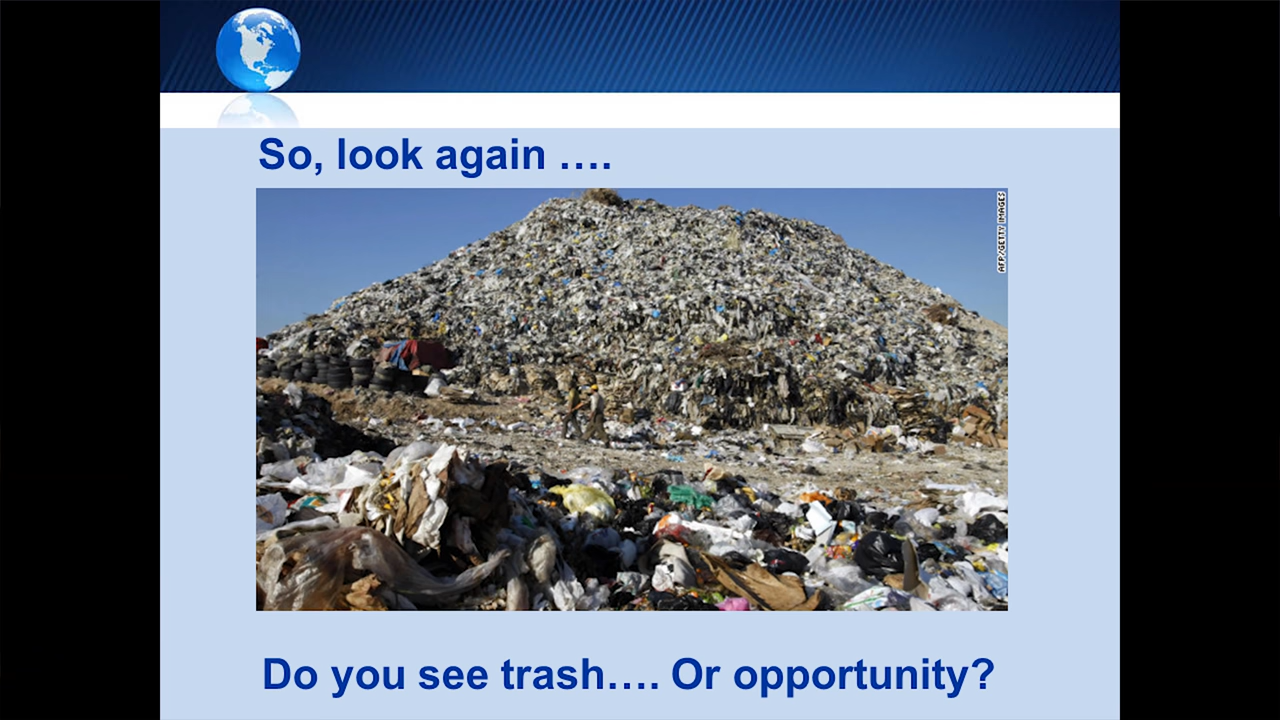 So, look again ….
AFP/GETTY IMAGES
Do you see trash…. Or opportunity?